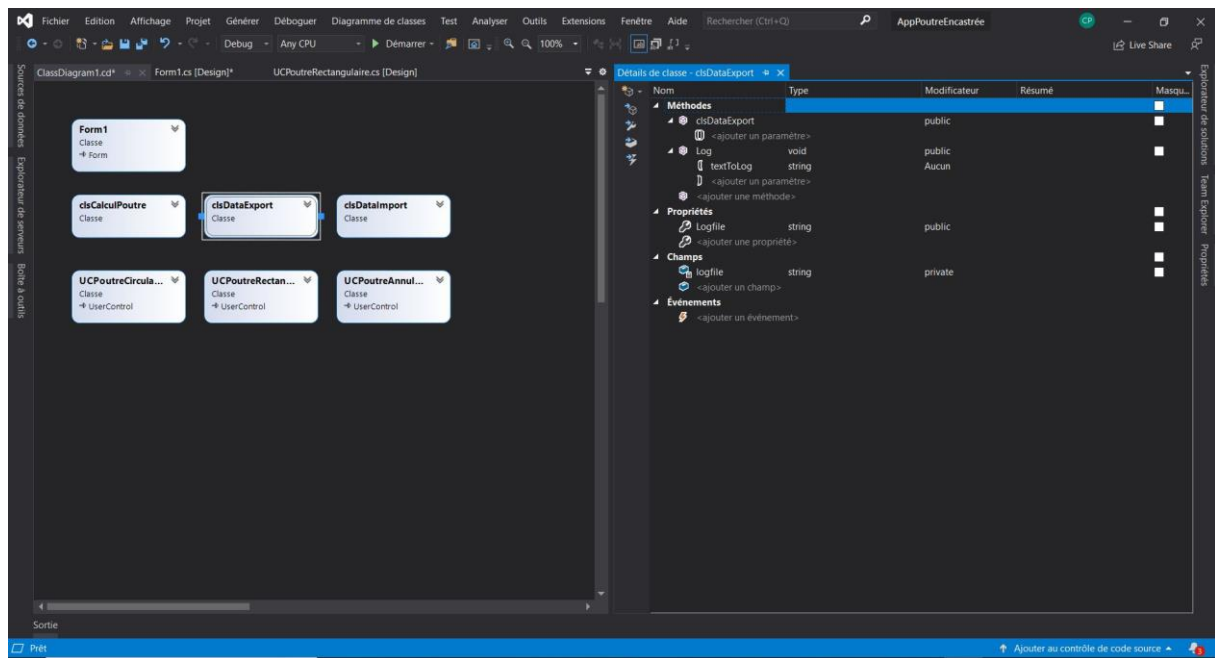 Fichier Edition Affichage Projet Générer Déboguer Diagramme de classes Test Analyser Outils Extensions Fenêtre Aide Rechercher (Ctrl+Q) AppPoutreEncastrée CP
Debug Any CPU Démarrer 100% Live Share
ClassDiagram1.cd* Form1.cs [Design]* UCPoutreRectangulaire.cs [Design]
Sources de données
Explorateur de serveurs
Boîte à outils
Form1
Classe
Form
clsCalculPoutre
Classe
clsDataExport
Classe
clsDataImport
Classe
UCPoutreCircula...
Classe
UserControl
UCPoutreRectan...
Classe
UserControl
UCPoutreAnnul...
Classe
UserControl
Détails de classe - clsDataExport
Nom Type Modificateur Résumé Masqu...
Méthodes
clsDataExport public
<ajouter un paramètre>
Log void public
textToLog string Aucun
<ajouter un paramètre>
<ajouter une méthode>
Propriétés
Logfile string public
<ajouter une propriété>
Champs
logfile string private
<ajouter un champ>
Événements
<ajouter un événement>
Explorateur de solutions
Team Explorer
Propriétés
Sortie
Prêt Ajouter au contrôle de code source 3